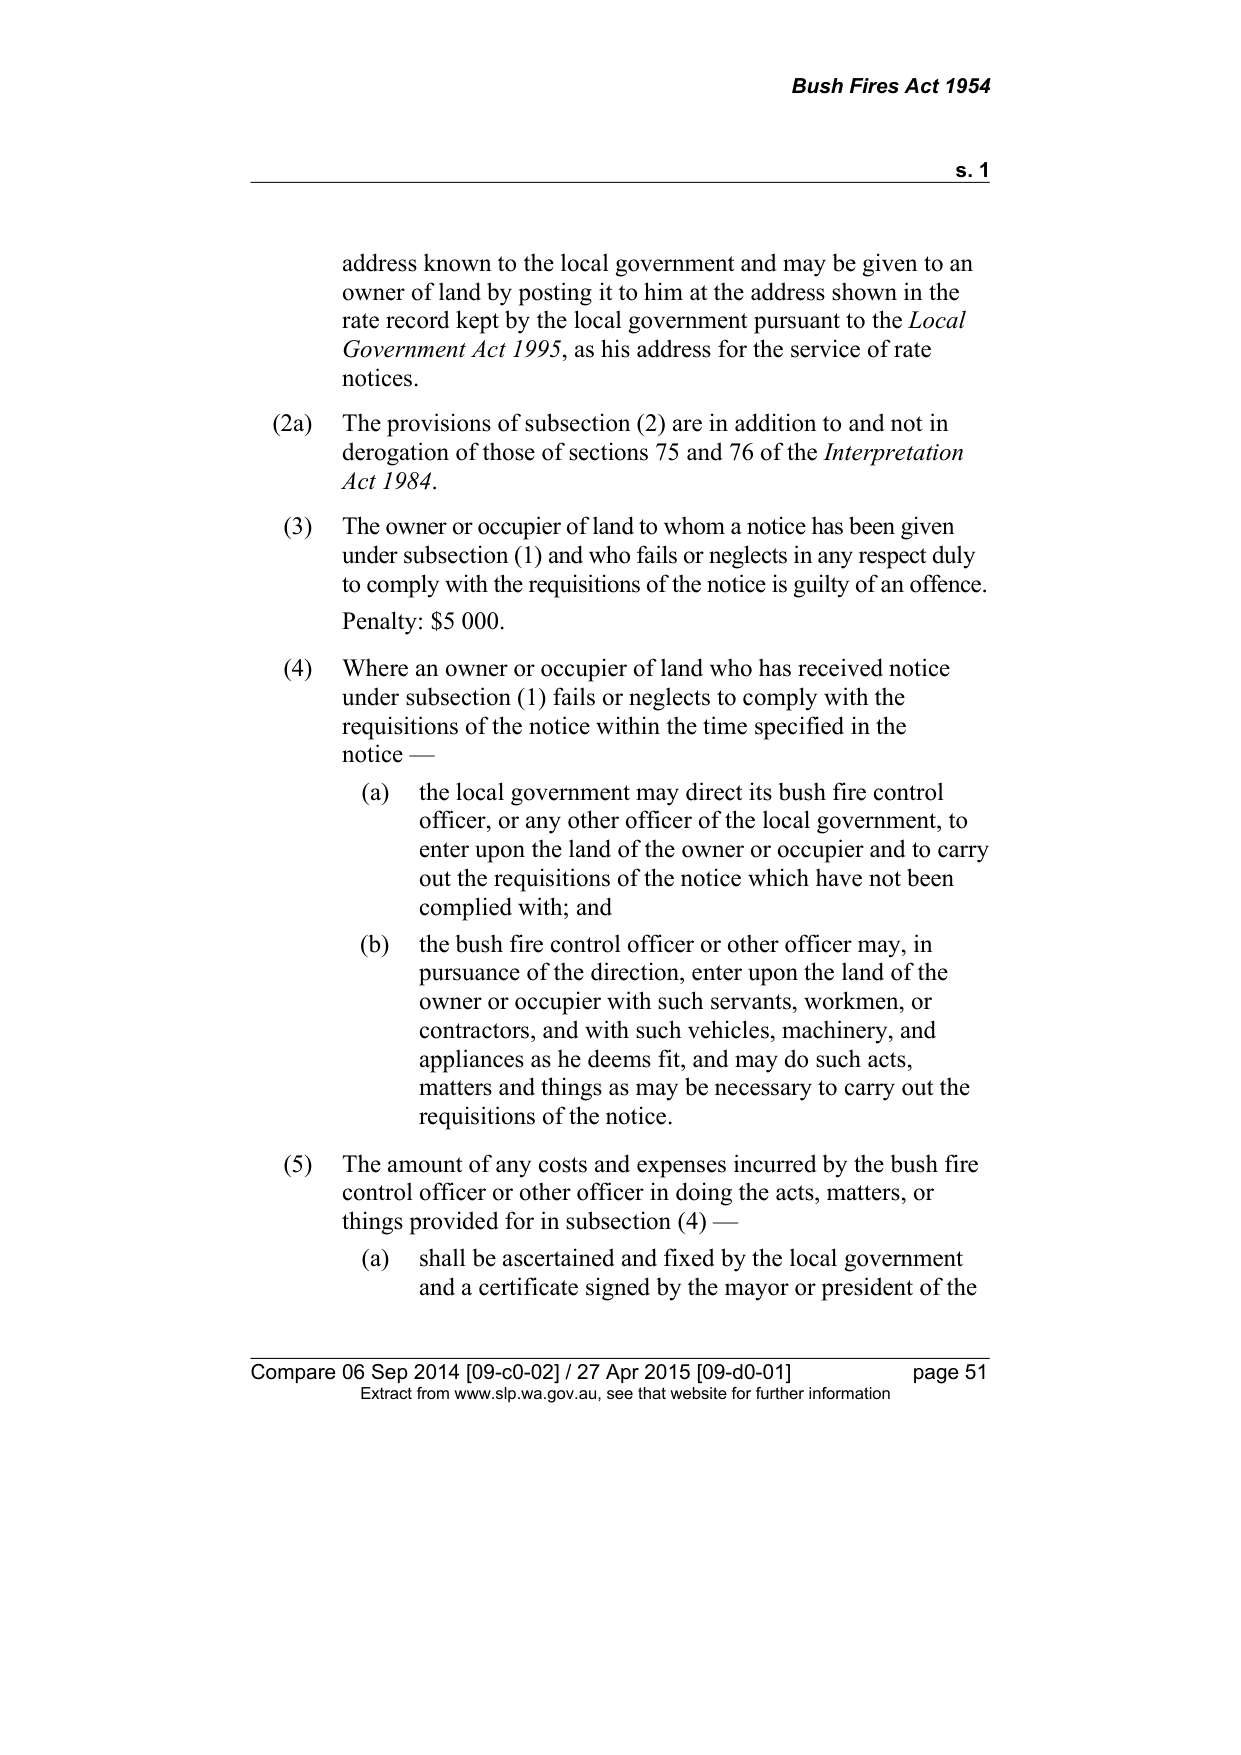 Bush Fires Act 1954
s. 1
address known to the local government and may be given to an
owner of land by posting it to him at the address shown in the
rate record kept by the local government pursuant to the Local
Government Act 1995, as his address for the service of rate
notices.
(2a) The provisions of subsection (2) are in addition to and not in
derogation of those of sections 75 and 76 of the Interpretation
Act 1984.
(3) The owner or occupier of land to whom a notice has been given
under subsection (1) and who fails or neglects in any respect duly
to comply with the requisitions of the notice is guilty of an offence.
Penalty: $5 000.
(4) Where an owner or occupier of land who has received notice
under subsection (1) fails or neglects to comply with the
requisitions of the notice within the time specified in the
notice —
(a) the local government may direct its bush fire control
officer, or any other officer of the local government, to
enter upon the land of the owner or occupier and to carry
out the requisitions of the notice which have not been
complied with; and
(b) the bush fire control officer or other officer may, in
pursuance of the direction, enter upon the land of the
owner or occupier with such servants, workmen, or
contractors, and with such vehicles, machinery, and
appliances as he deems fit, and may do such acts,
matters and things as may be necessary to carry out the
requisitions of the notice.
(5) The amount of any costs and expenses incurred by the bush fire
control officer or other officer in doing the acts, matters, or
things provided for in subsection (4) —
(a) shall be ascertained and fixed by the local government
and a certificate signed by the mayor or president of the
Compare 06 Sep 2014 [09-c0-02] / 27 Apr 2015 [09-d0-01] page 51
Extract from www.slp.wa.gov.au, see that website for further information